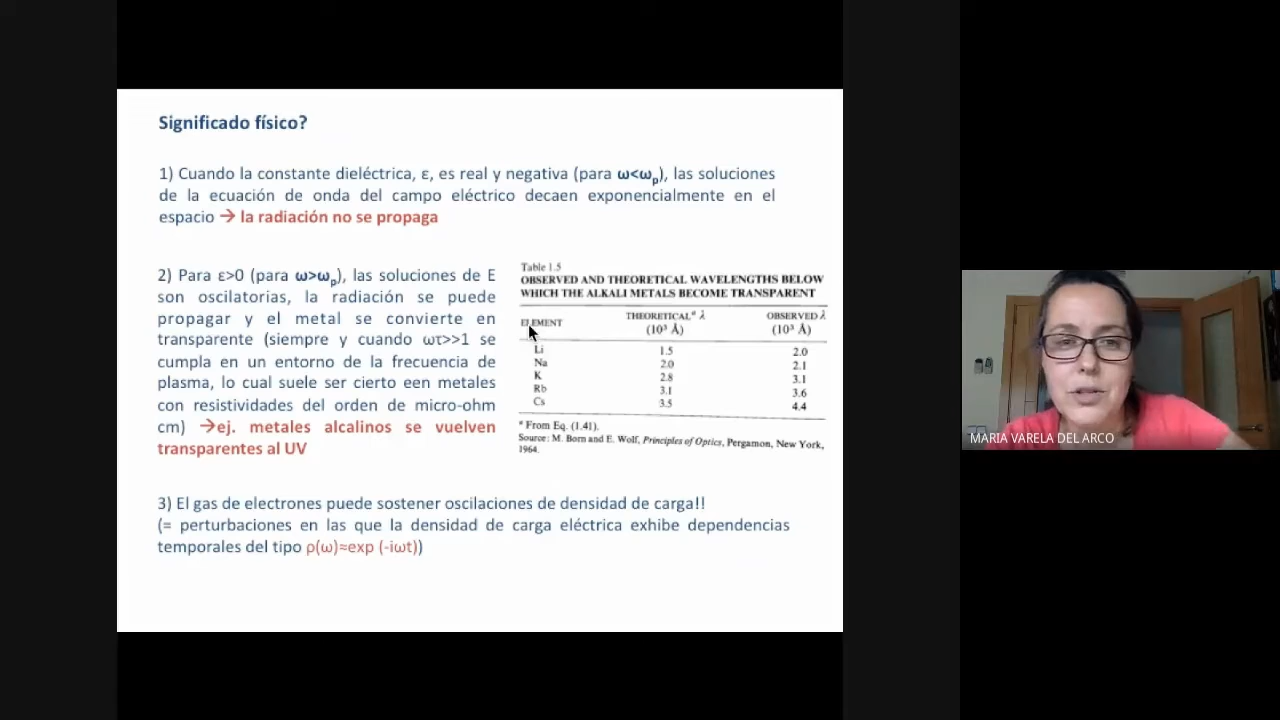 Significado físico?
1) Cuando la constante dieléctrica, ε, es real y negativa (para ω<ωp), las soluciones
de la ecuación de onda del campo eléctrico decaen exponencialmente en el
espacio → la radiación no se propaga
2) Para ε>0 (para ω>ωp), las soluciones de E
son oscilatorias, la radiación se puede
propagar y el metal se convierte en
transparente (siempre y cuando ωτ>>1 se
cumpla en un entorno de la frecuencia de
plasma, lo cual suele ser cierto een metales
con resistividades del orden de micro-ohm
cm) →ej. metales alcalinos se vuelven
transparentes al UV
Table 1.5
OBSERVED AND THEORETICAL WAVELENGTHS BELOW
WHICH THE ALKALI METALS BECOME TRANSPARENT
ELEMENT THEORETICALᵃ λ OBSERVED λ
(10³ Å) (10³ Å)
Li 1.5 2.0
Na 2.0 2.1
K 2.8 3.1
Rb 3.1 3.6
Cs 3.5 4.4
ᵃ From Eq. (1.41).
Source: M. Born and E. Wolf, Principles of Optics, Pergamon, New York,
1964.
3) El gas de electrones puede sostener oscilaciones de densidad de carga!!
(= perturbaciones en las que la densidad de carga eléctrica exhibe dependencias
temporales del tipo ρ(ω)≈exp (-iωt))
MARIA VARELA DEL ARCO